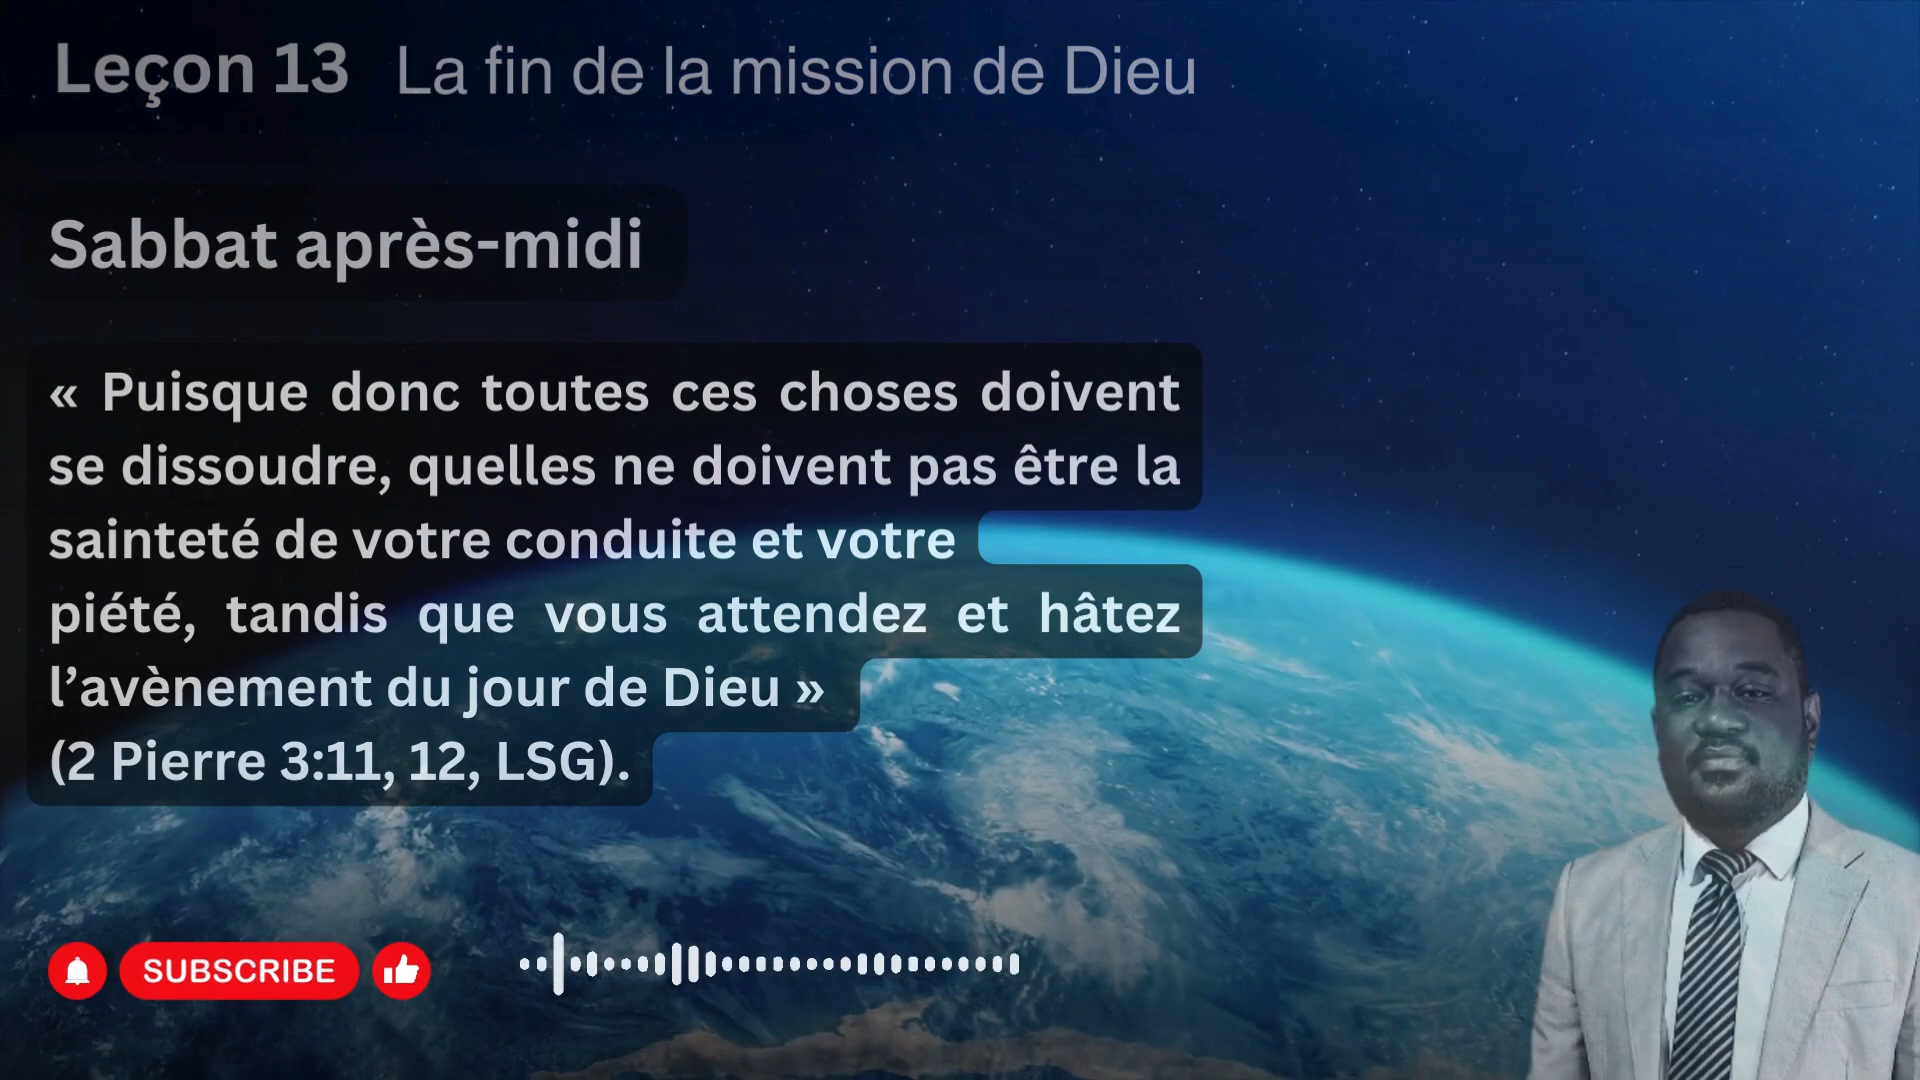 Leçon 13 La fin de la mission de Dieu
Sabbat après-midi
« Puisque donc toutes ces choses doivent
se dissoudre, quelles ne doivent pas être la
sainteté de votre conduite et votre
piété, tandis que vous attendez et hâtez
l’avènement du jour de Dieu »
(2 Pierre 3:11, 12, LSG).
SUBSCRIBE